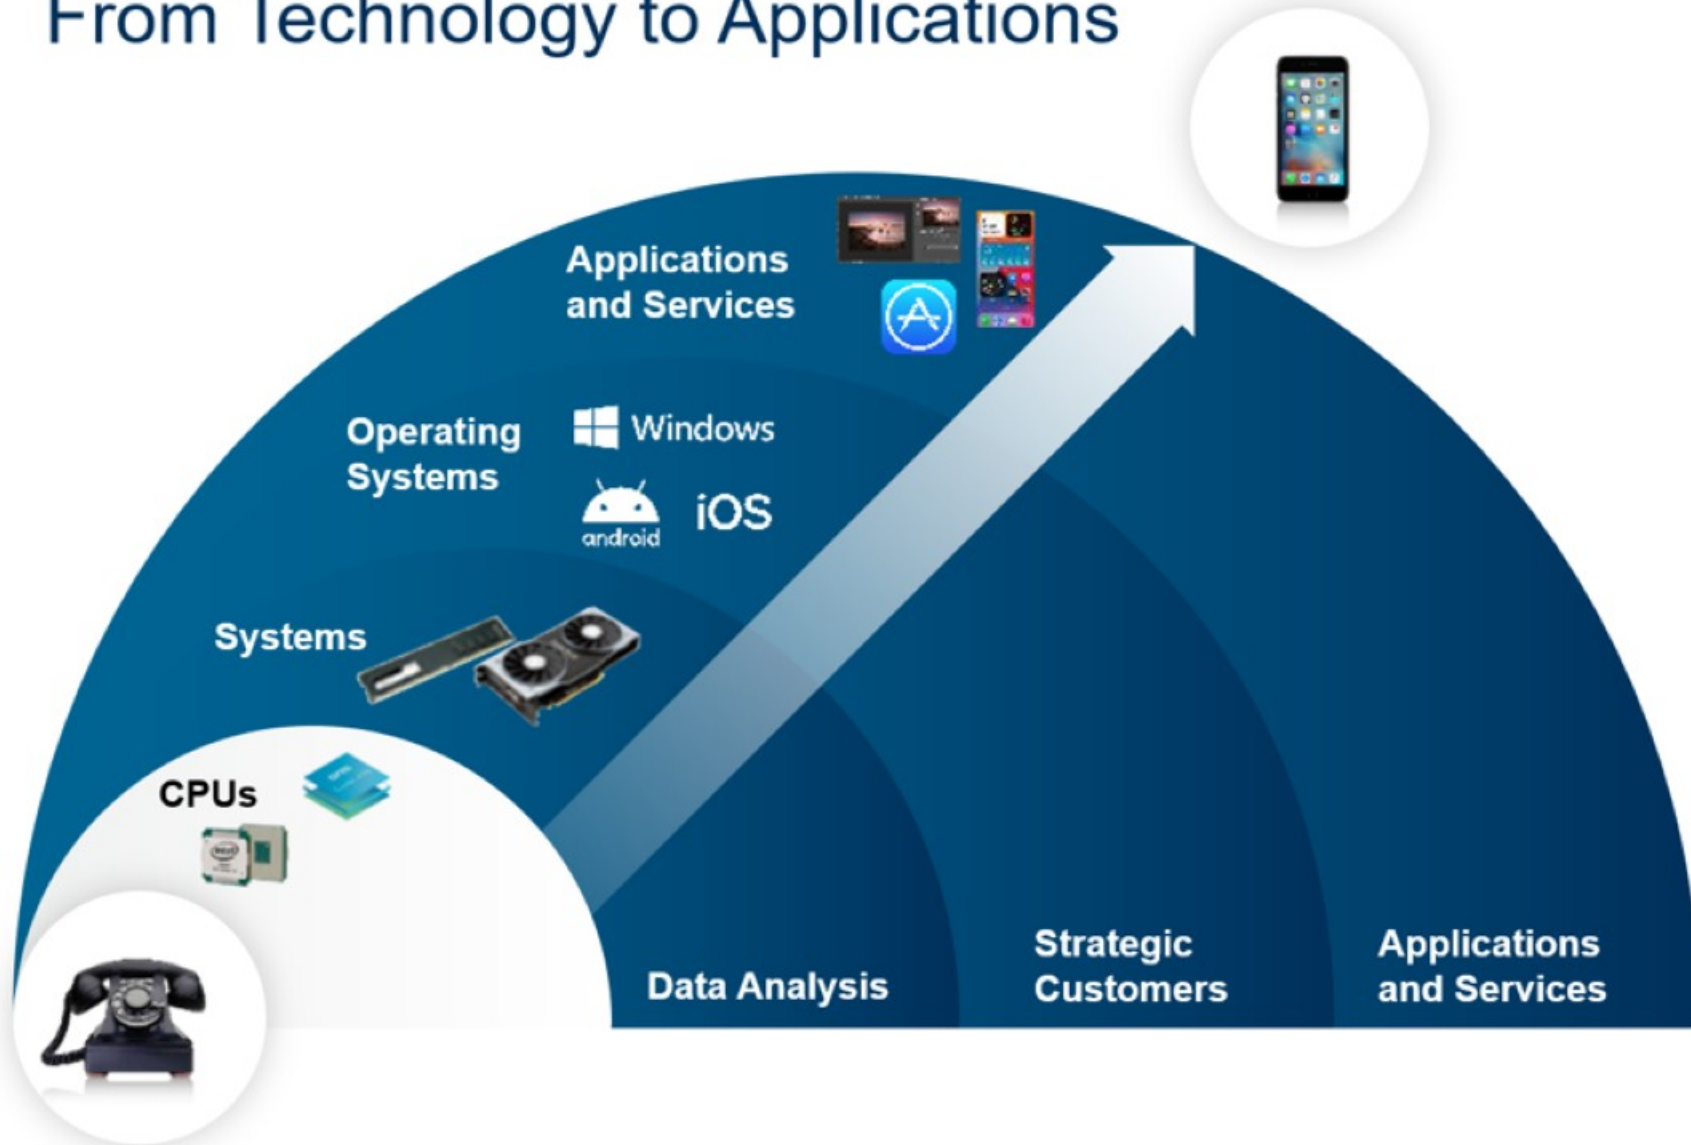 From Technology to Applications
Applications
and Services
Operating
Systems
Windows
android
iOS
Systems
CPUs
Data Analysis
Strategic
Customers
Applications
and Services